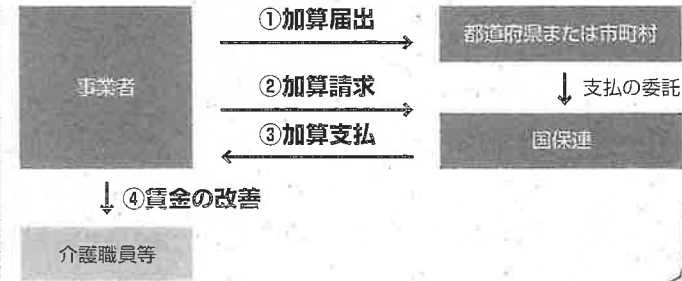 ①加算届出
都道府県または市町村
事業者
②加算請求
支払の委託
③加算支払
国保連
④賃金の改善
介護職員等